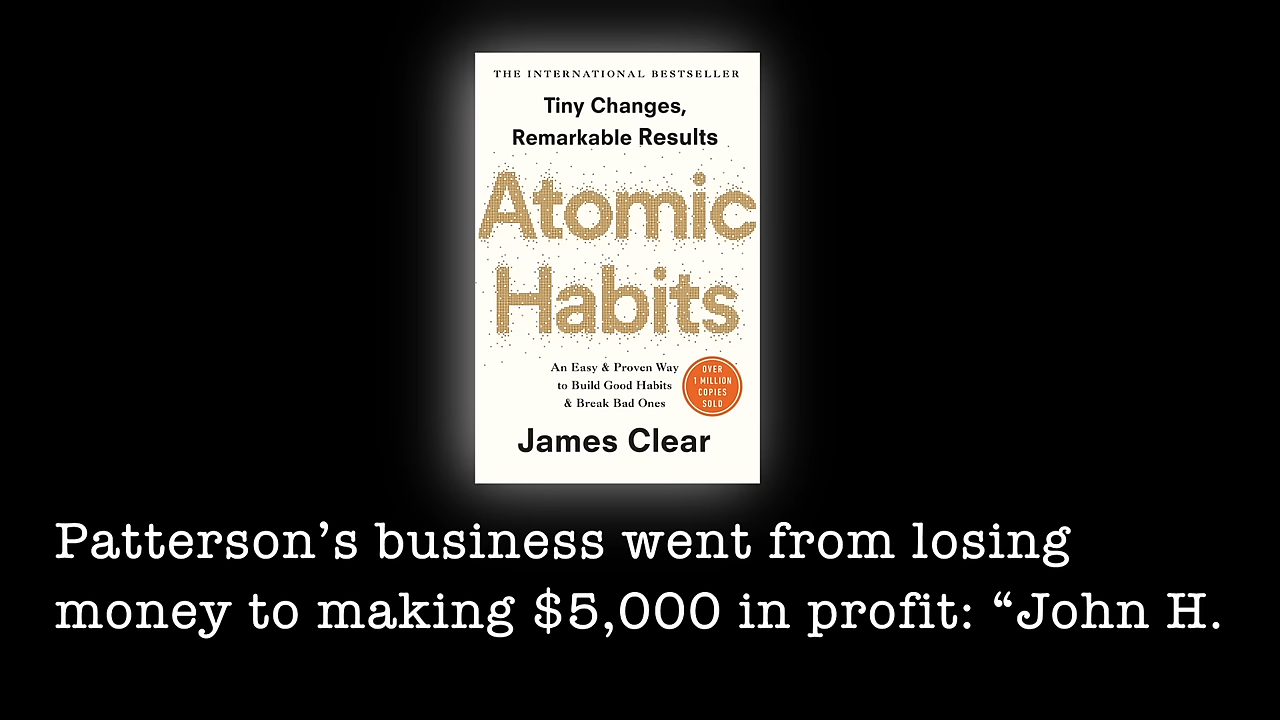 THE INTERNATIONAL BESTSELLER
Tiny Changes,
Remarkable Results
Atomic
Habits
An Easy & Proven Way
to Build Good Habits
& Break Bad Ones
OVER
1 MILLION
COPIES
SOLD
James Clear
Patterson’s business went from losing
money to making $5,000 in profit: “John H.